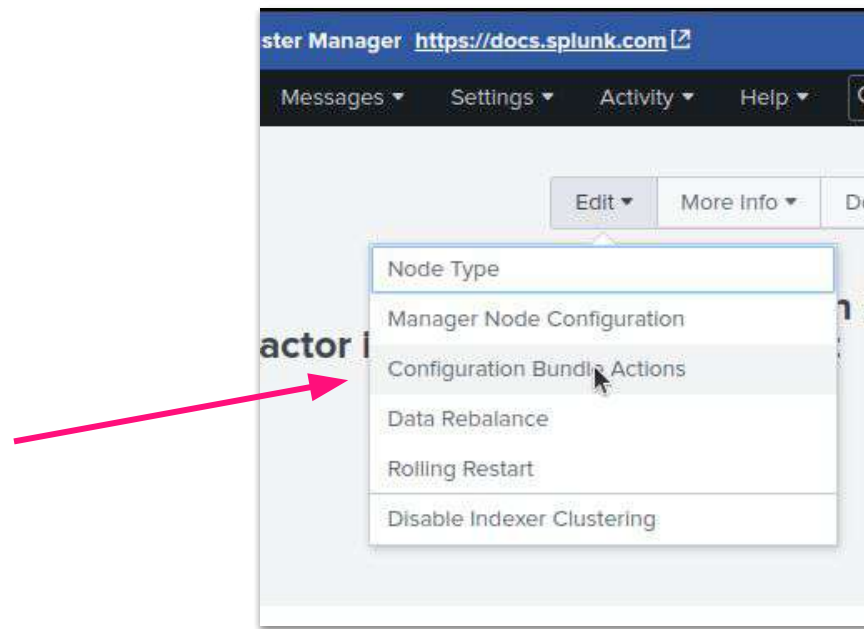 ster Manager https://docs.splunk.com
Messages Settings Activity Help
Edit More Info
Node Type
Manager Node Configuration
actor
Configuration Bundle Actions
Data Rebalance
Rolling Restart
Disable Indexer Clustering